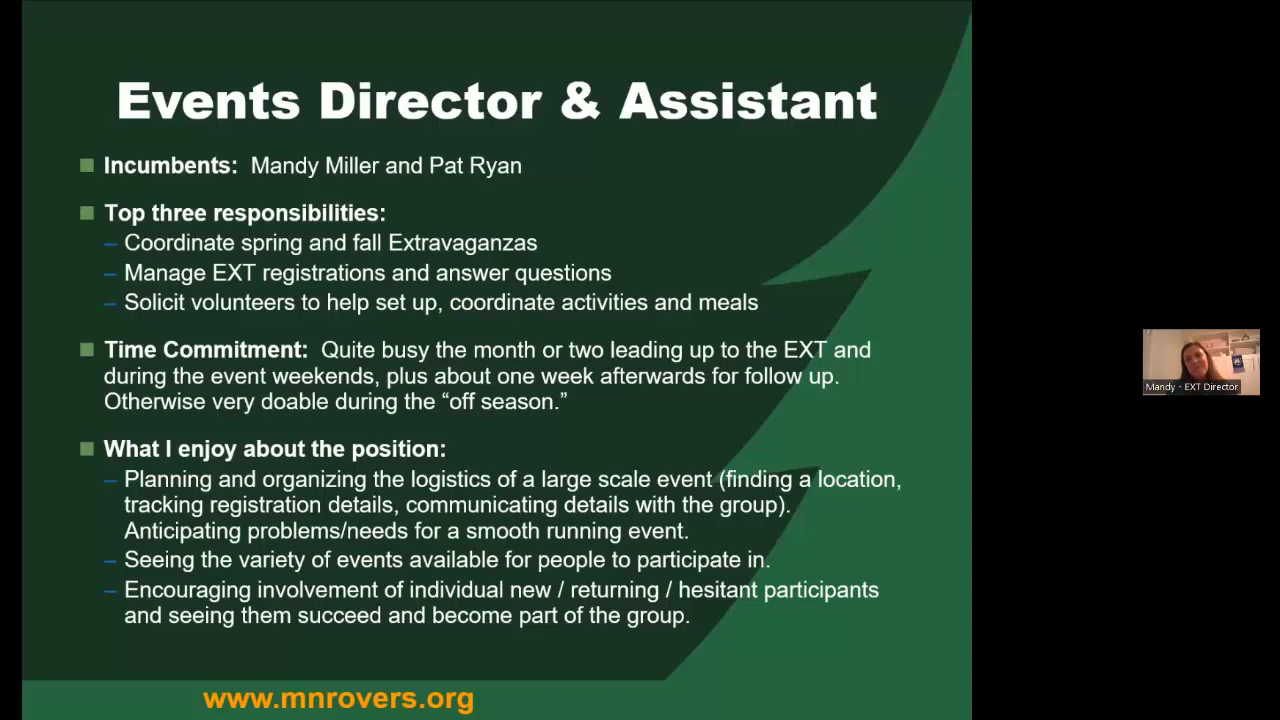 Events Director & Assistant
Incumbents: Mandy Miller and Pat Ryan
Top three responsibilities:
– Coordinate spring and fall Extravaganzas
– Manage EXT registrations and answer questions
– Solicit volunteers to help set up, coordinate activities and meals
Time Commitment: Quite busy the month or two leading up to the EXT and
during the event weekends, plus about one week afterwards for follow up.
Otherwise very doable during the “off season.”
What I enjoy about the position:
– Planning and organizing the logistics of a large scale event (finding a location,
tracking registration details, communicating details with the group).
Anticipating problems/needs for a smooth running event.
– Seeing the variety of events available for people to participate in.
– Encouraging involvement of individual new / returning / hesitant participants
and seeing them succeed and become part of the group.
www.mnrovers.org
Mandy - EXT Director